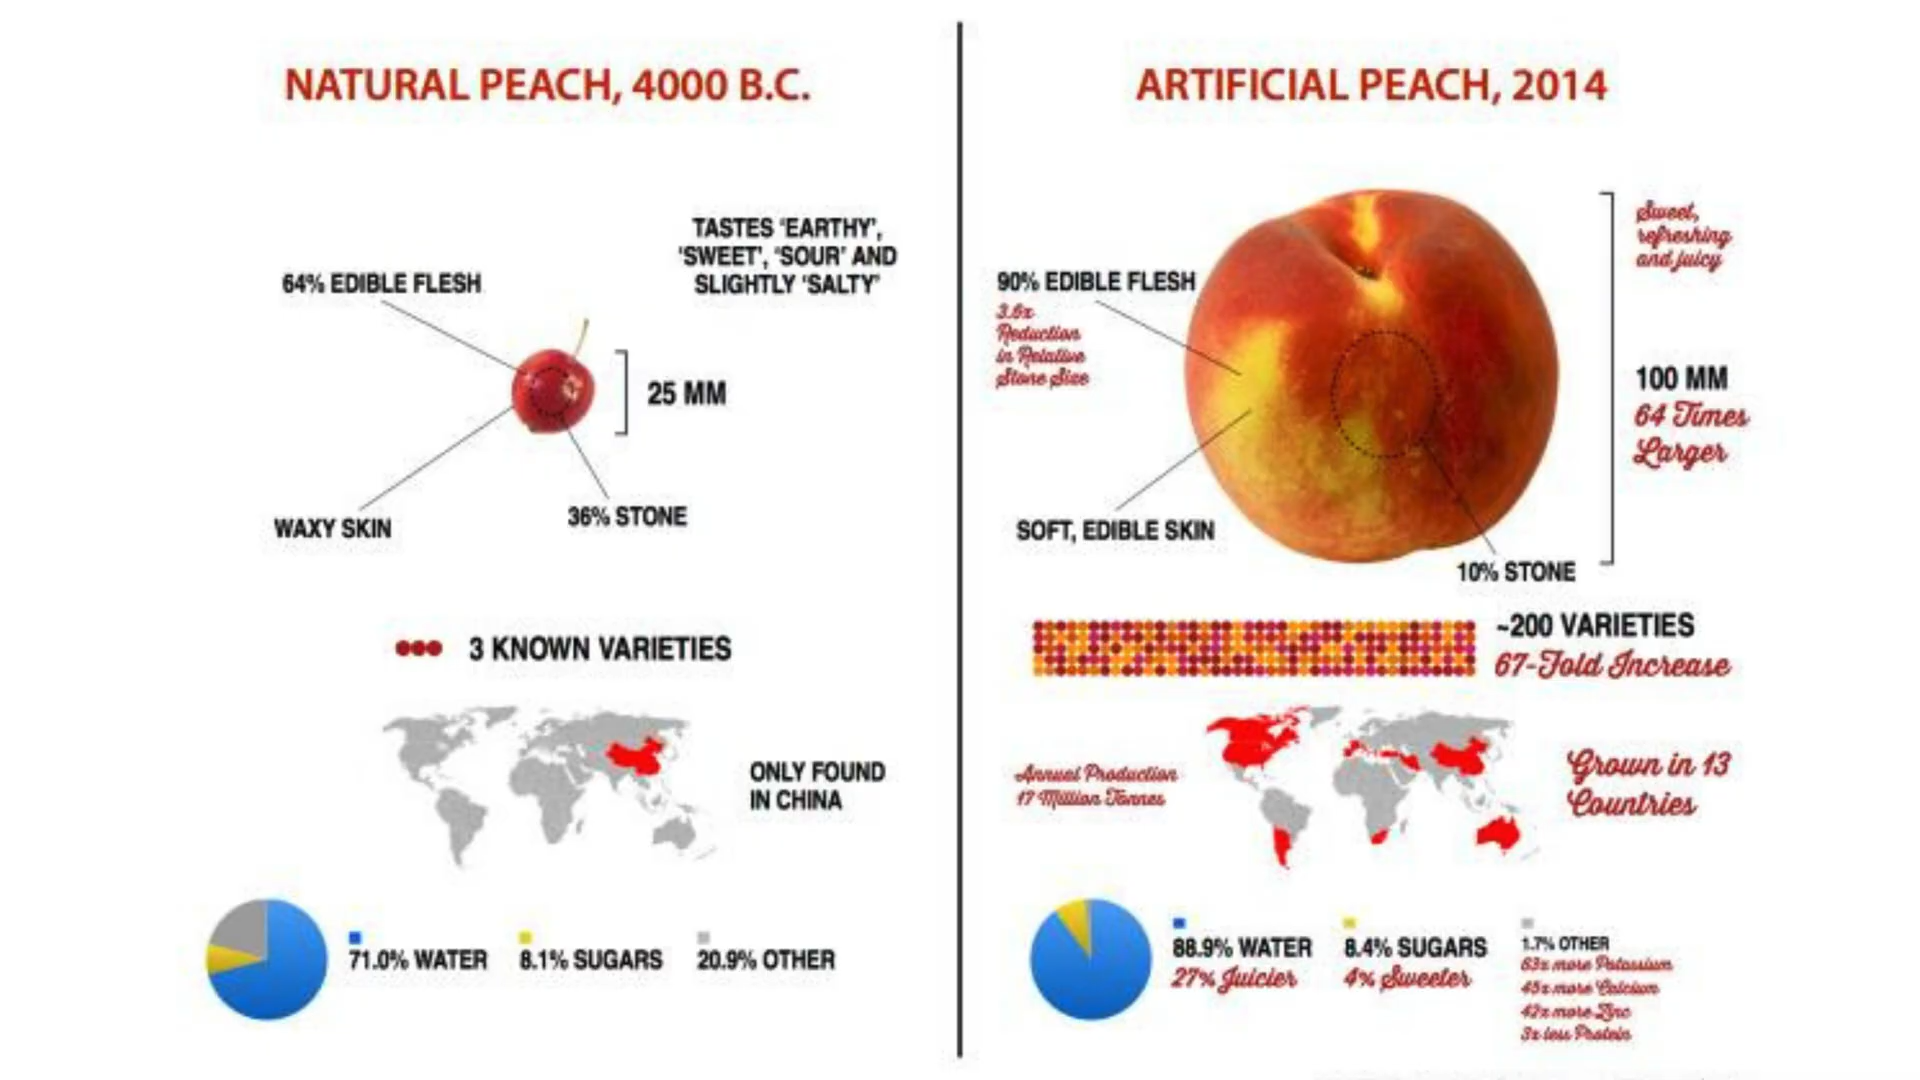 NATURAL PEACH, 4000 B.C.
TASTES ‘EARTHY’,
‘SWEET’, ‘SOUR’ AND
SLIGHTLY ‘SALTY’
64% EDIBLE FLESH
25 MM
WAXY SKIN
36% STONE
3 KNOWN VARIETIES
ONLY FOUND
IN CHINA
71.0% WATER
8.1% SUGARS
20.9% OTHER
ARTIFICIAL PEACH, 2014
Sweet,
refreshing
and juicy
90% EDIBLE FLESH
3.6x
Reduction
in Relative
Stone Size
100 MM
64 Times
Larger
SOFT, EDIBLE SKIN
10% STONE
~200 VARIETIES
67-Fold Increase
Annual Production
17 Million Tonnes
Grown in 13
Countries
88.9% WATER
27% Juicier
8.4% SUGARS
4% Sweeter
1.7% OTHER
more Potassium
more Calcium
42x more Zinc
3x less Protein